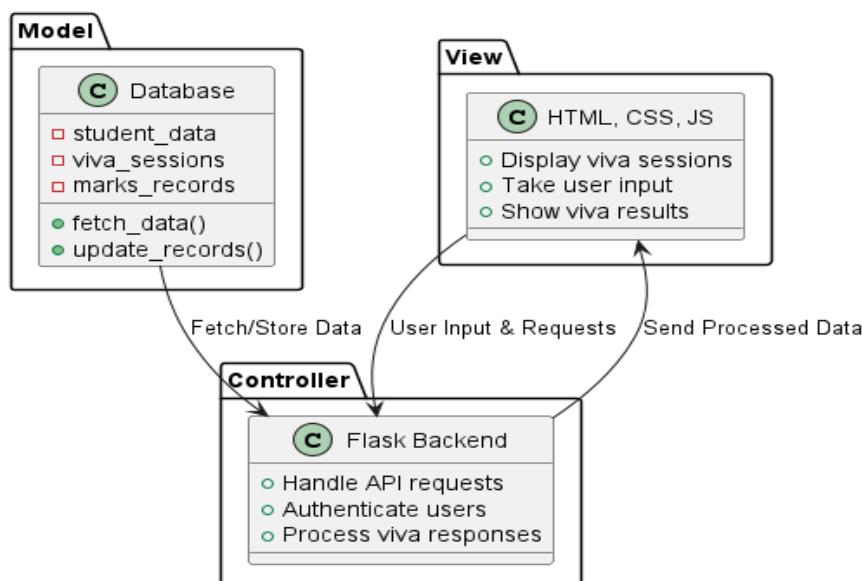 Model
C Database
student_data
viva_sessions
marks_records
fetch_data()
update_records()
View
C HTML, CSS, JS
Display viva sessions
Take user input
Show viva results
Fetch/Store Data
User Input & Requests
Send Processed Data
Controller
C Flask Backend
Handle API requests
Authenticate users
Process viva responses